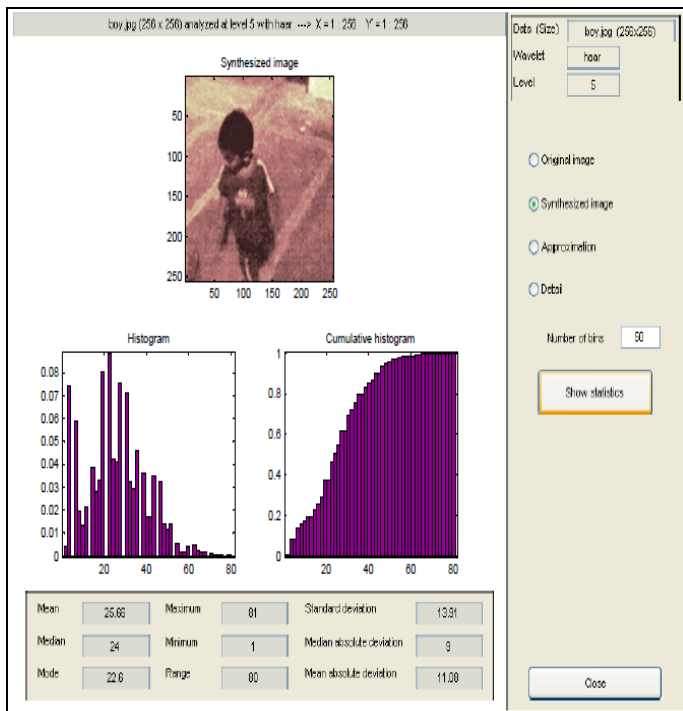 boy.jpg (256 x 256) analyzed at level 5 with haar ---> X = 1 : 256 Y = 1 : 256
Data (Size) boy.jpg (256x256)
Wavelet haar
Level 5
Synthesized image
50
100
150
200
250
50 100 150 200 250
Original image
Synthesized image
Approximation
Detail
Number of bins 50
Show statistics
Histogram
0.08
0.07
0.06
0.05
0.04
0.03
0.02
0.01
0
20 40 60 80
Cumulative histogram
1
0.8
0.6
0.4
0.2
0
20 40 60 80
Mean 25.66 Maximum 81 Standard deviation 13.91
Median 24 Minimum 1 Median absolute deviation 9
Mode 22.6 Range 80 Mean absolute deviation 11.08
Close